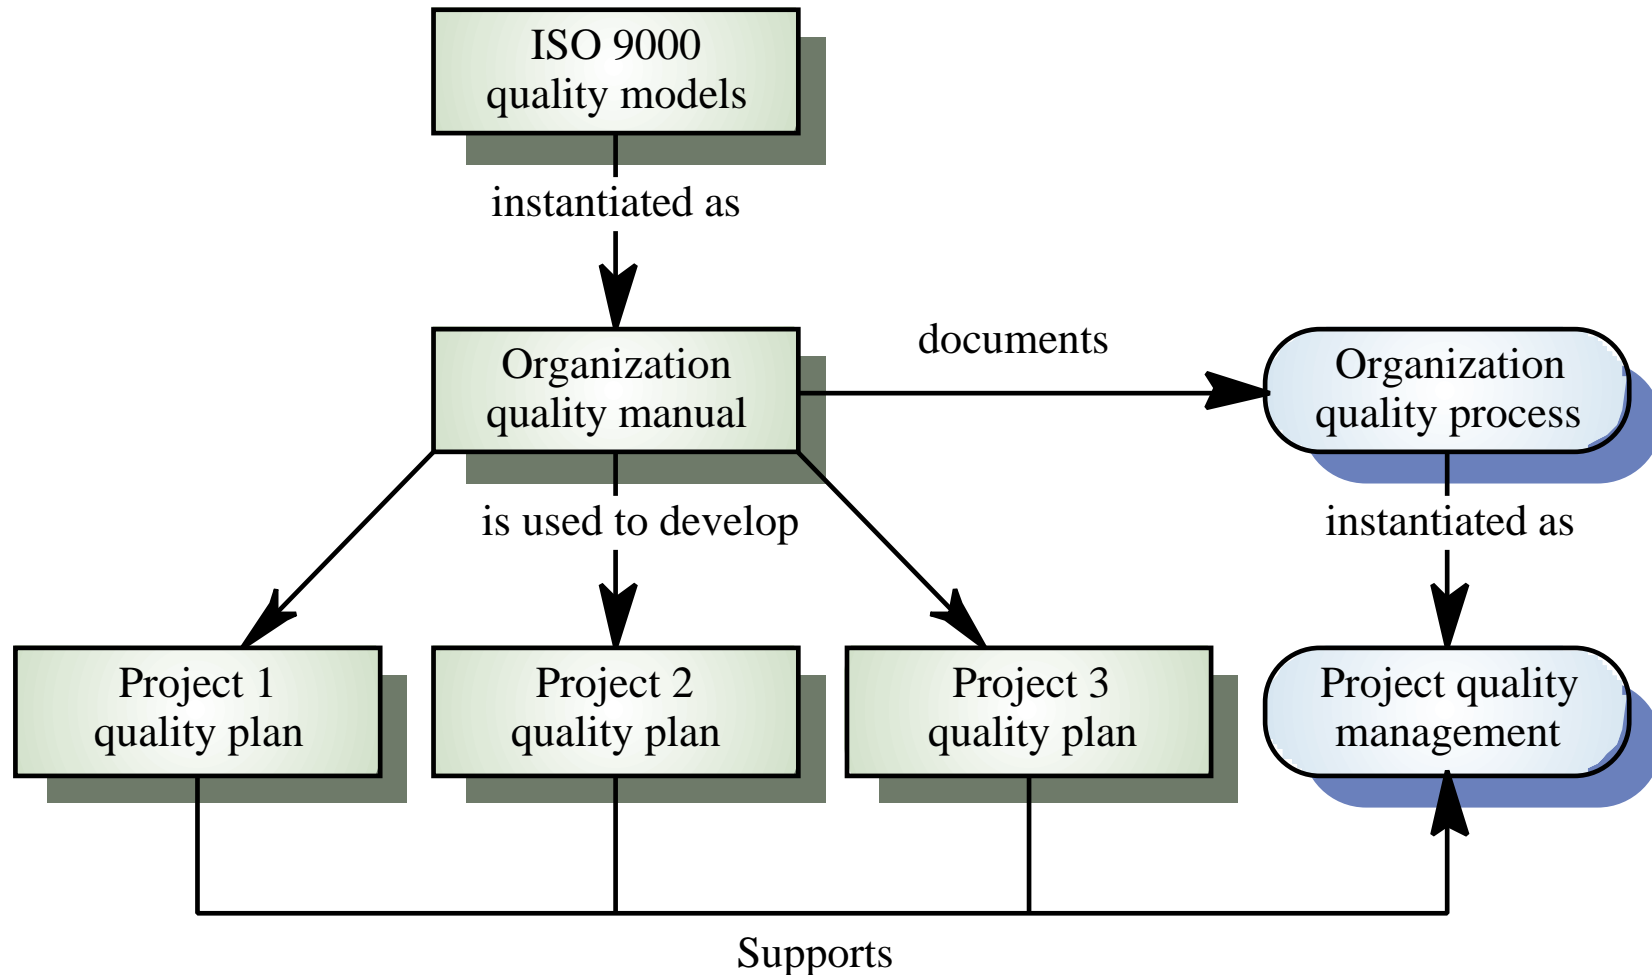 ISO 9000
quality models
instantiated as
documents
Organization
quality manual
Organization
quality process
is used to develop
instantiated as
Project 1
quality plan
Project 2
quality plan
Project 3
quality plan
Project quality
management
Supports